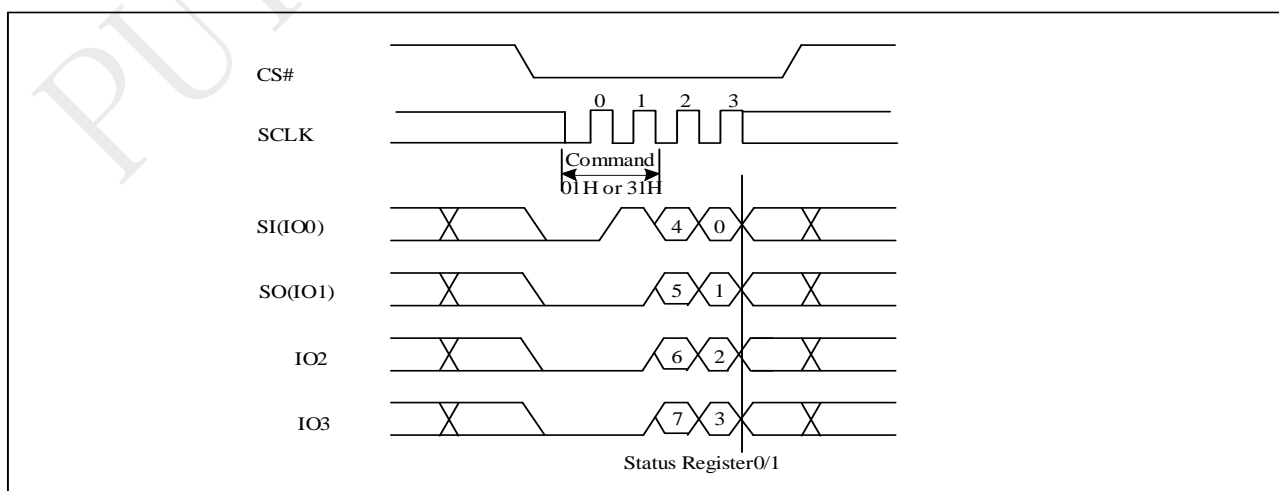 PU
CS#
0 1 2 3
SCLK
Command
01H or 31H
SI(IO0) 4 0
SO(IO1) 5 1
IO2 6 2
IO3 7 3
Status Register0/1